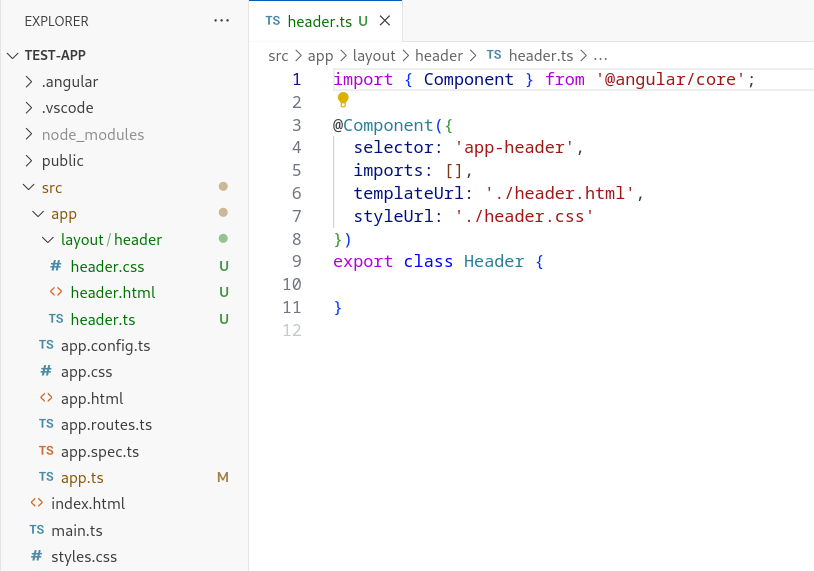 EXPLORER ···
TEST-APP
.angular
.vscode
node_modules
public
src
app
layout/header
# header.css U
<> header.html U
TS header.ts U
TS app.config.ts
# app.css
<> app.html
TS app.routes.ts
TS app.spec.ts
TS app.ts M
<> index.html
TS main.ts
# styles.css
TS header.ts U ×
src > app > layout > header > TS header.ts > ...
1 import { Component } from '@angular/core';
2
3 @Component({
4   selector: 'app-header',
5   imports: [],
6   templateUrl: './header.html',
7   styleUrl: './header.css'
8 })
9 export class Header {
10
11 }
12